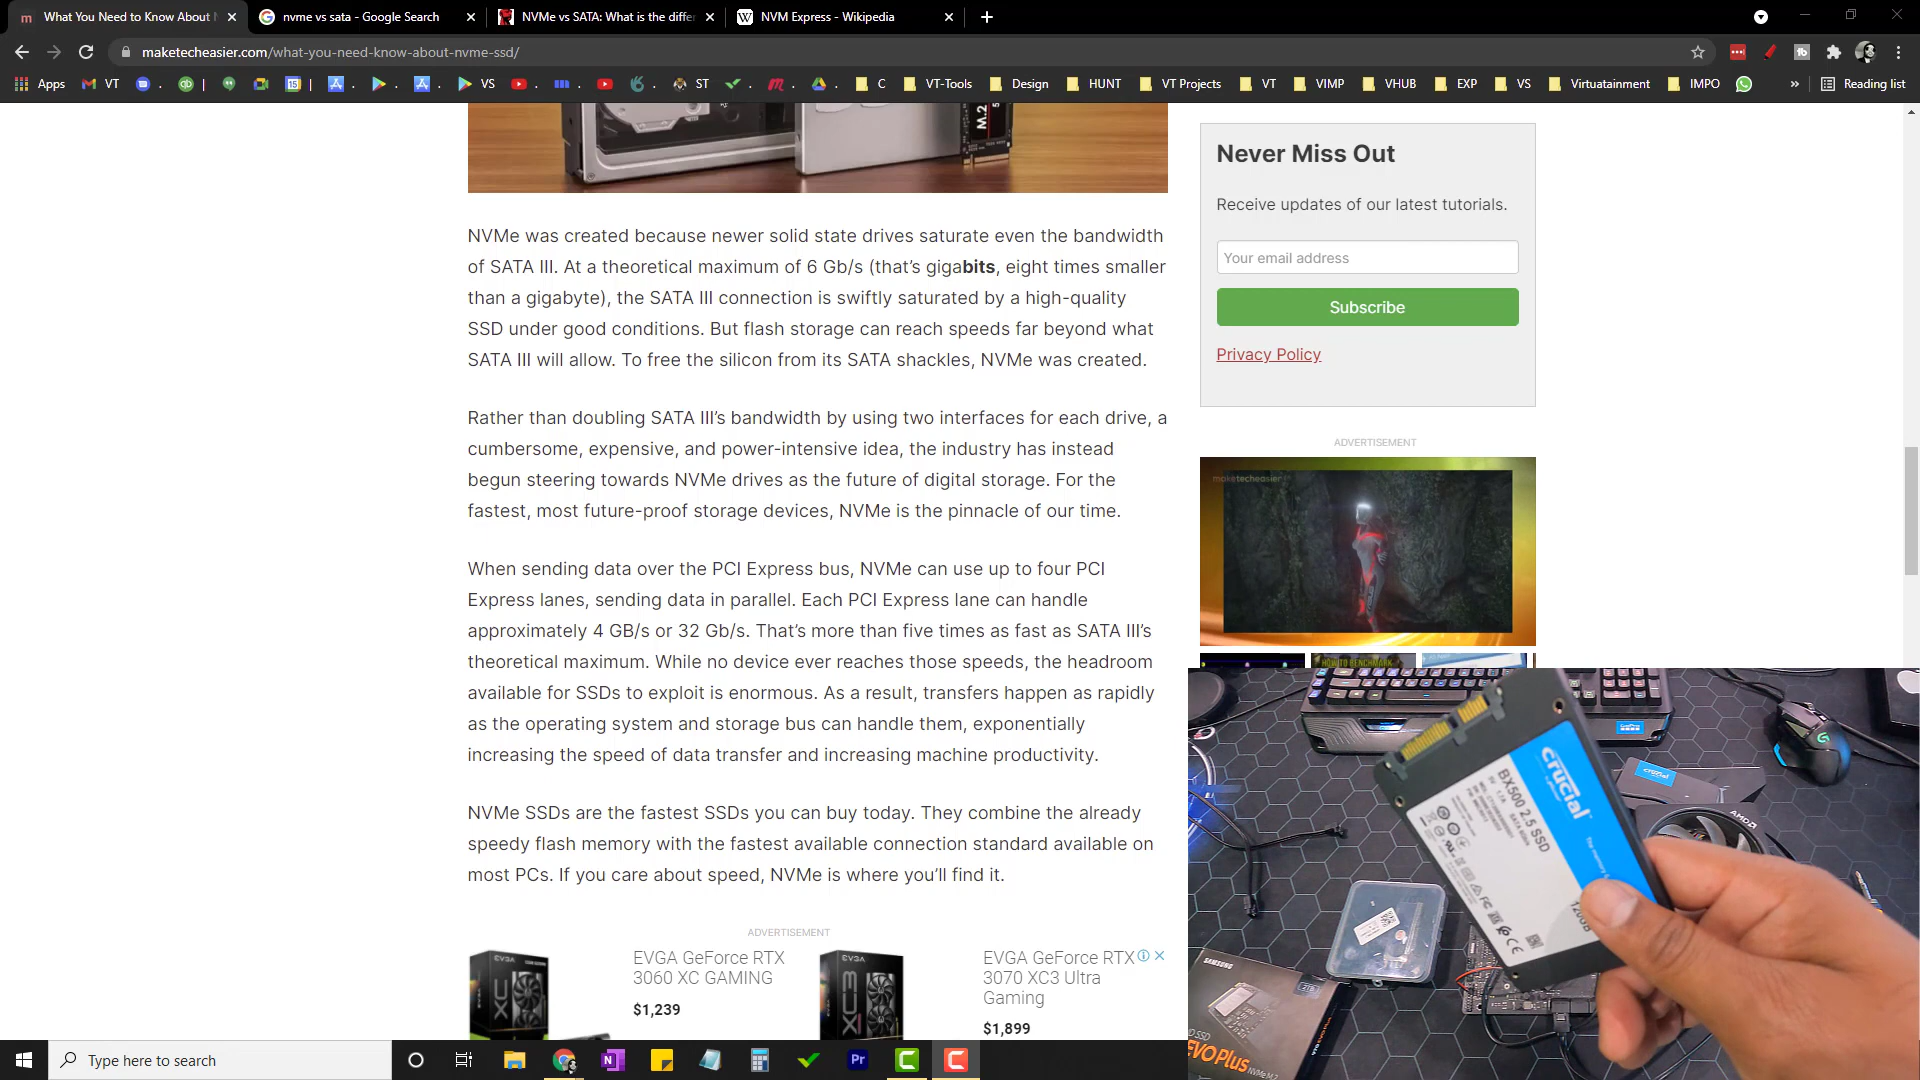 What You Need to Know About N
nvme vs sata - Google Search
NVMe vs SATA: What is the differ
NVM Express - Wikipedia
maketecheasier.com/what-you-need-know-about-nvme-ssd/
Apps
VT
VS
ST
C
VT-Tools
Design
HUNT
VT Projects
VT
VIMP
VHUB
EXP
VS
Virtuatainment
IMPO
Reading list
M.2
NVMe was created because newer solid state drives saturate even the bandwidth
of SATA III. At a theoretical maximum of 6 Gb/s (that’s gigabits, eight times smaller
than a gigabyte), the SATA III connection is swiftly saturated by a high-quality
SSD under good conditions. But flash storage can reach speeds far beyond what
SATA III will allow. To free the silicon from its SATA shackles, NVMe was created.
Rather than doubling SATA III’s bandwidth by using two interfaces for each drive, a
cumbersome, expensive, and power-intensive idea, the industry has instead
begun steering towards NVMe drives as the future of digital storage. For the
fastest, most future-proof storage devices, NVMe is the pinnacle of our time.
When sending data over the PCI Express bus, NVMe can use up to four PCI
Express lanes, sending data in parallel. Each PCI Express lane can handle
approximately 4 GB/s or 32 Gb/s. That’s more than five times as fast as SATA III’s
theoretical maximum. While no device ever reaches those speeds, the headroom
available for SSDs to exploit is enormous. As a result, transfers happen as rapidly
as the operating system and storage bus can handle them, exponentially
increasing the speed of data transfer and increasing machine productivity.
NVMe SSDs are the fastest SSDs you can buy today. They combine the already
speedy flash memory with the fastest available connection standard available on
most PCs. If you care about speed, NVMe is where you’ll find it.
ADVERTISEMENT
EVGA GeForce RTX
3060 XC GAMING
$1,239
EVGA GeForce RTX
3070 XC3 Ultra
Gaming
$1,899
EVGA
XC
EVGA
XC3
Never Miss Out
Receive updates of our latest tutorials.
Your email address
Subscribe
Privacy Policy
ADVERTISEMENT
maketecheasier
HOW TO BENCHMARK
crucial
BX500 2.5 SSD
120GB
crucial
AMD
SAMSUNG
EVO Plus
NVMe M.2
Type here to search